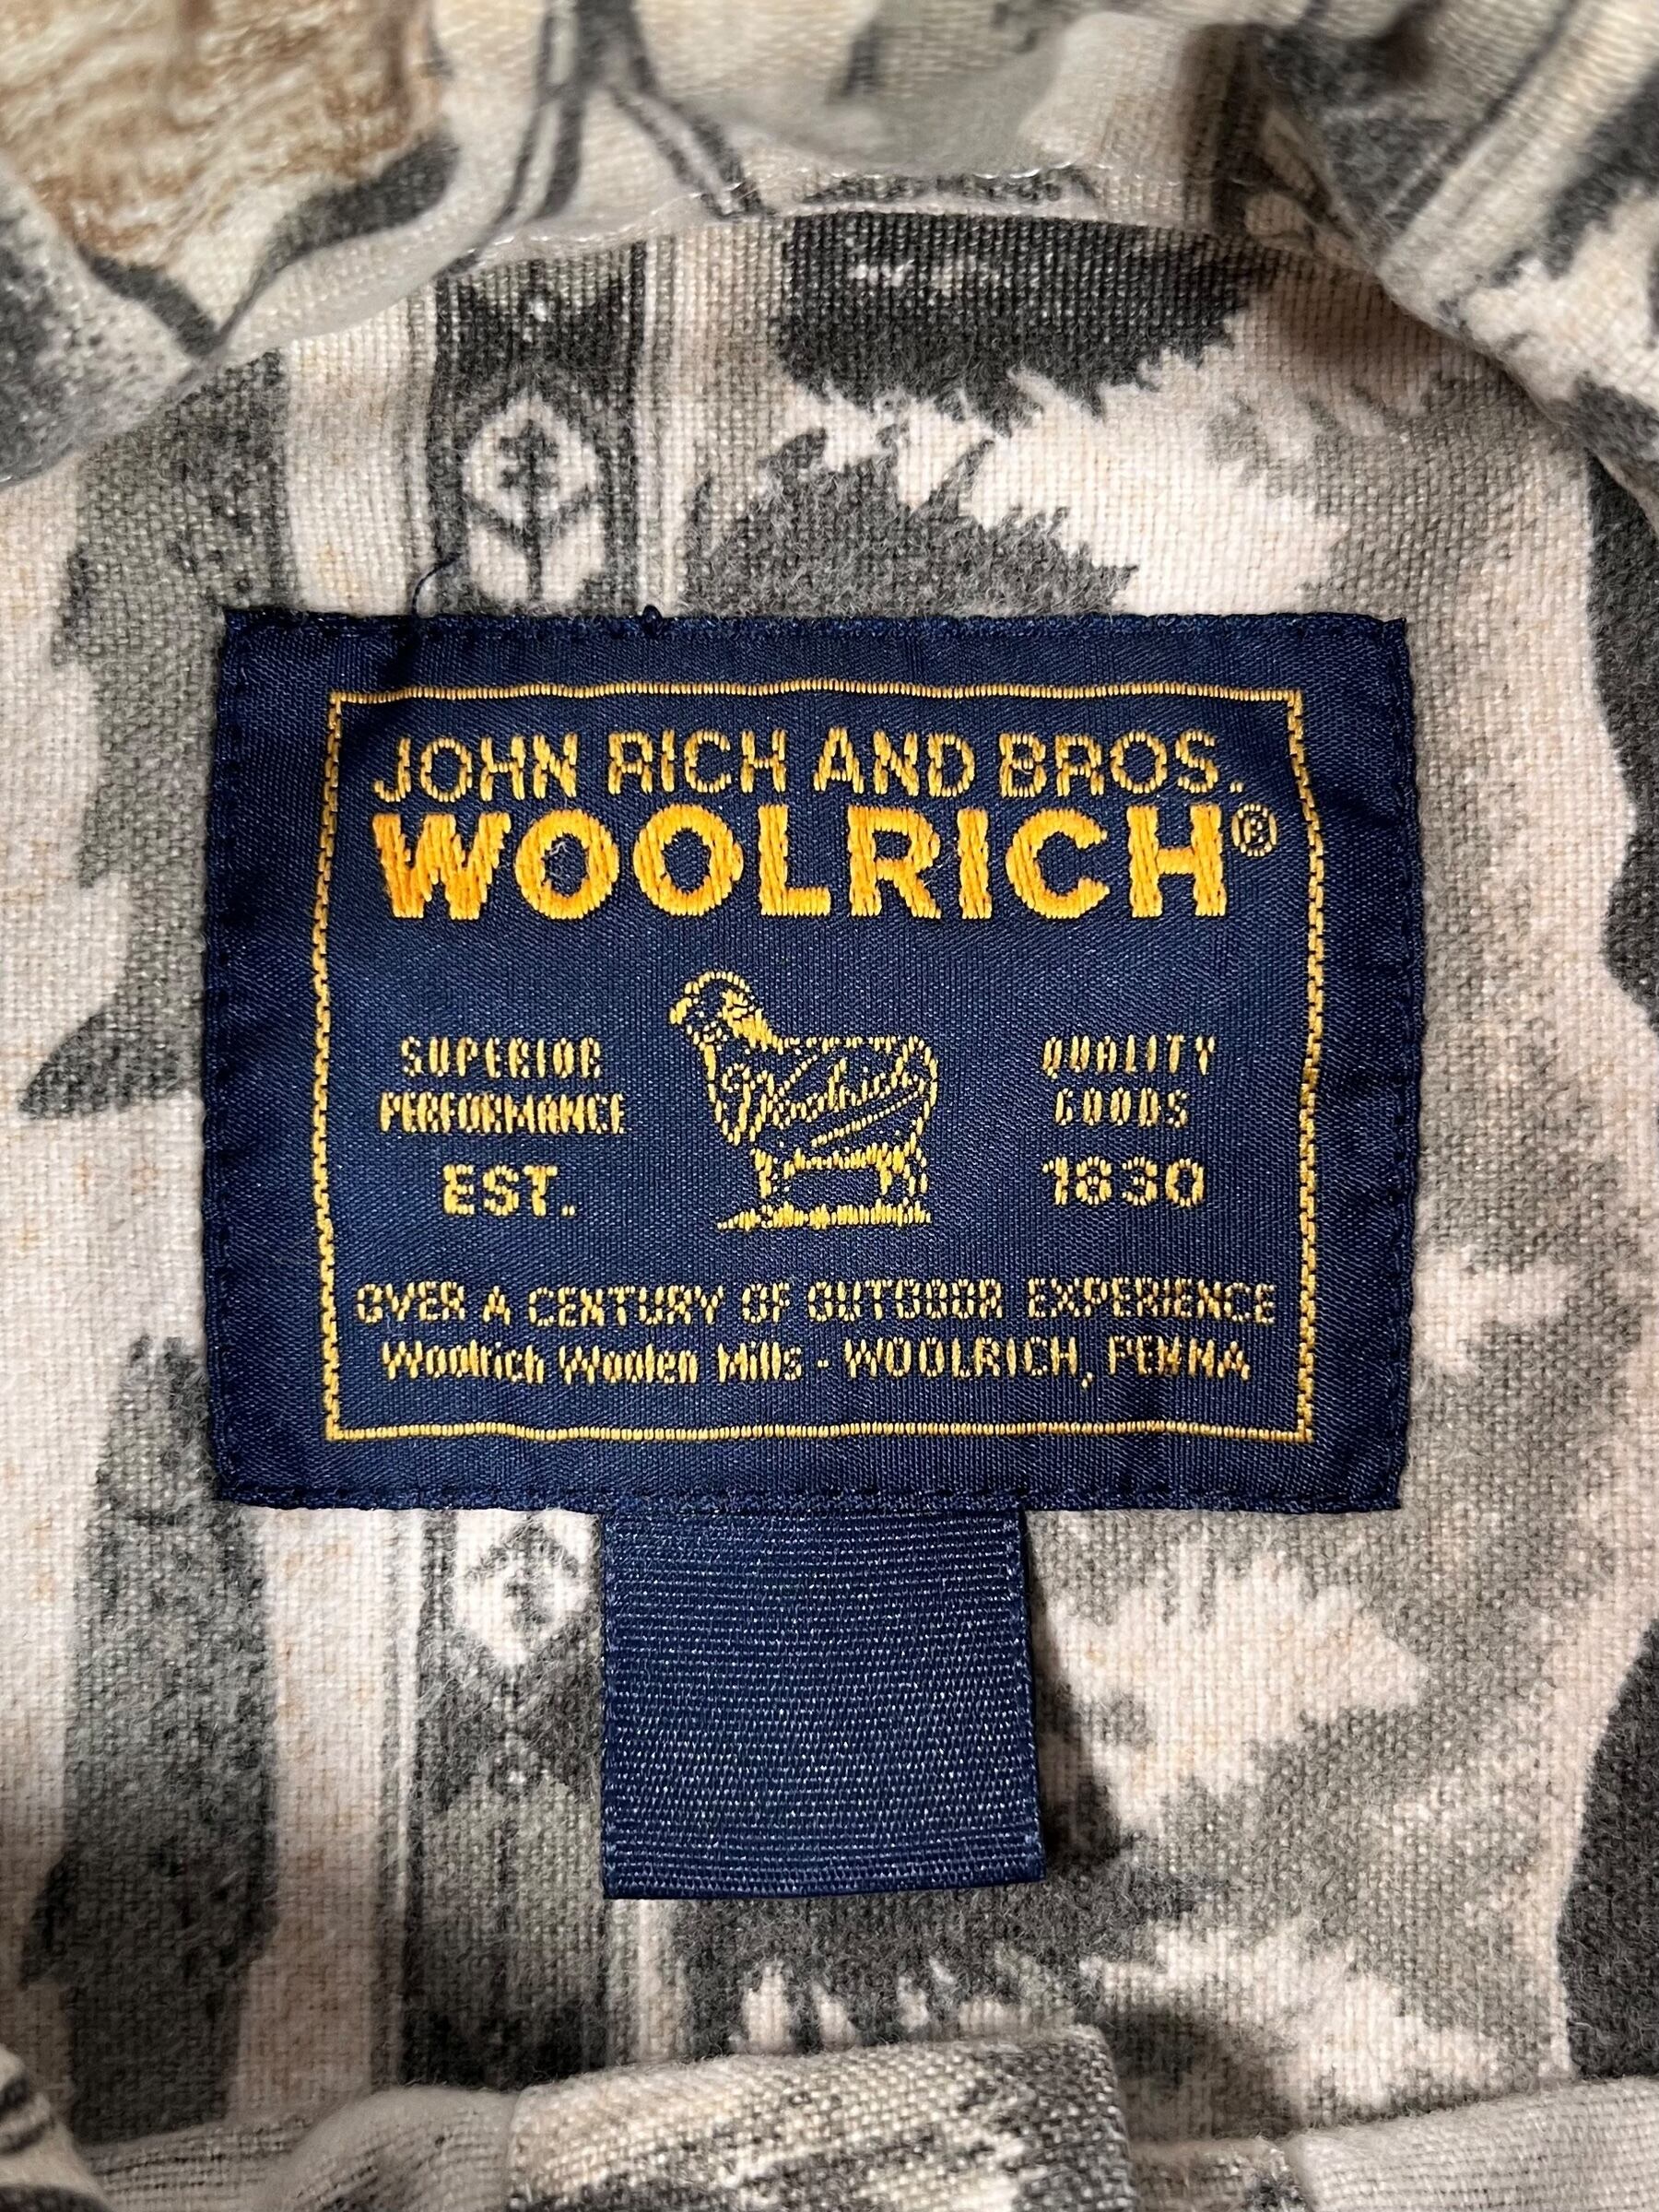 JOHN RICH AND BROS.
WOOLRICH®
SUPERIOR
PERFORMANCE
EST.
Woolrich
QUALITY
GOODS
1830
OVER A CENTURY OF OUTDOOR EXPERIENCE
Woolrich Woolen Mills - WOOLRICH, PENNA